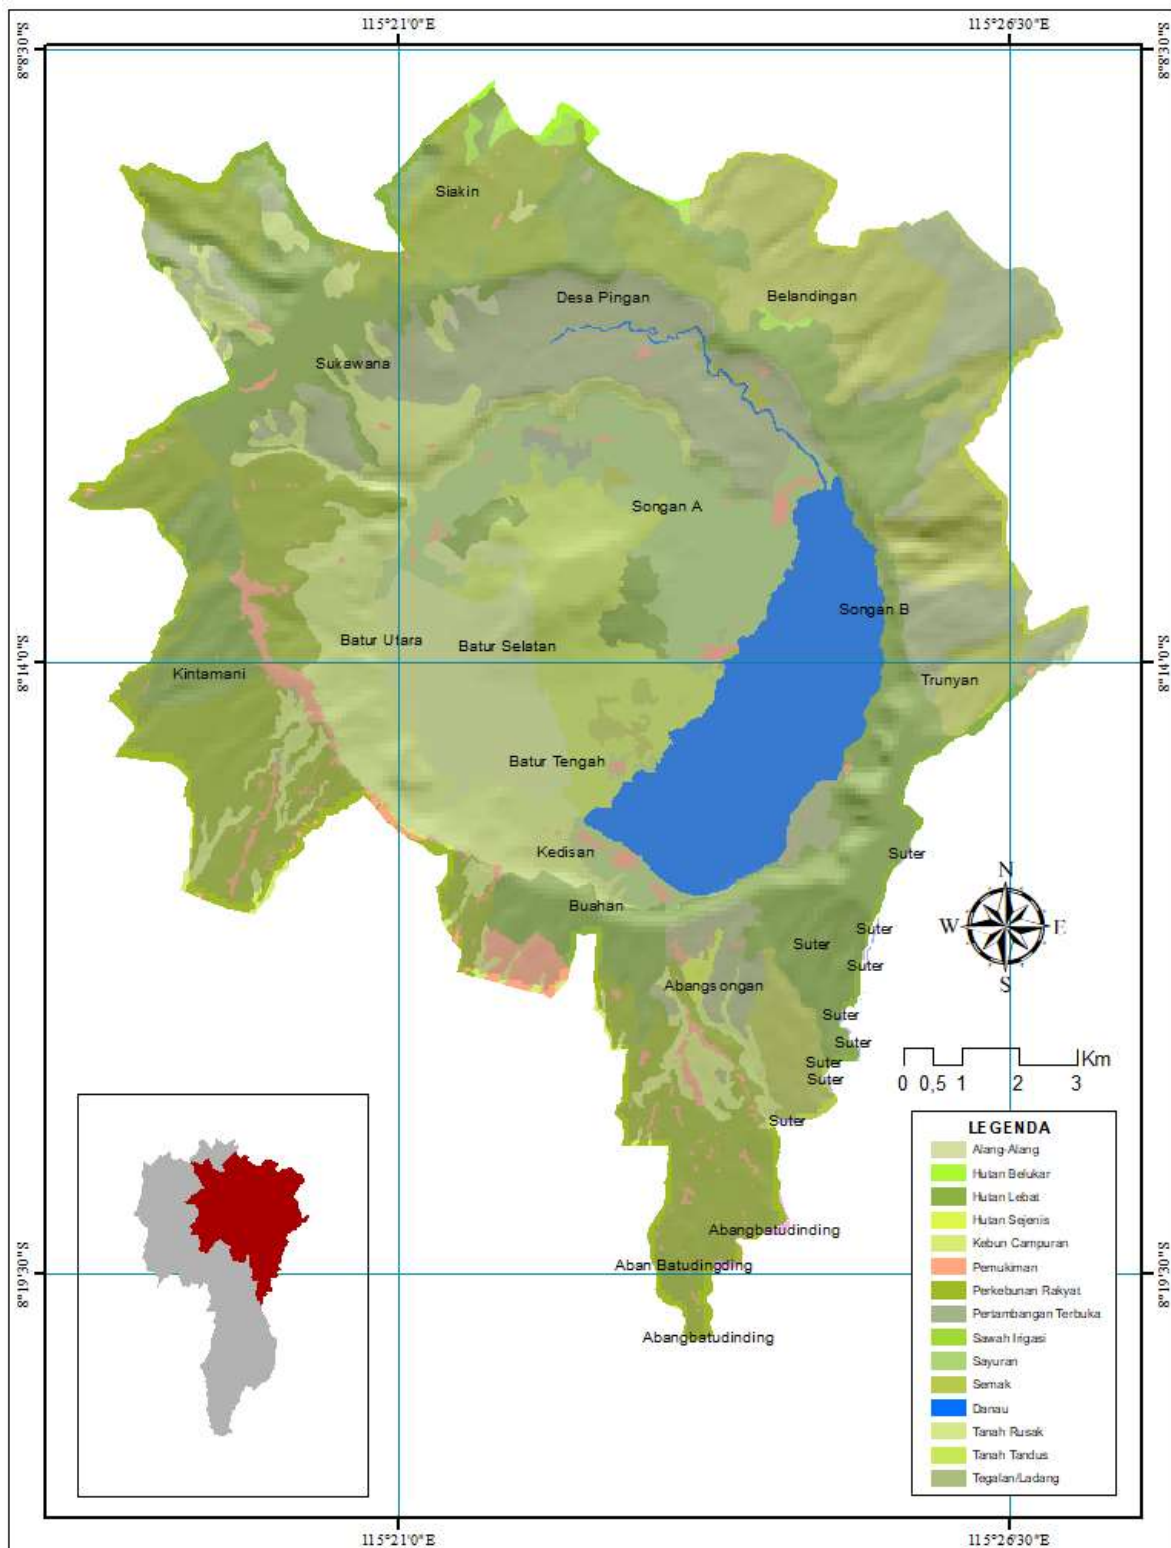 115°21'0"E
115°26'30"E
8°8'30"S
8°8'30"S
Siakin
Desa Pingan
Belandingan
Sukawana
Songan A
Songan B
Batur Utara
Batur Selatan
8°14'0"S
8°14'0"S
Kintamani
Trunyan
Batur Tengah
Kedisan
Suter
Buahan
N
Suter
W
E
Suter
Suter
Abangsongan
S
Suter
Suter
Suter
Suter
Km
0 0,5 1 2 3
Suter
LEGENDA
Alang-Alang
Hutan Belukar
Hutan Lebat
Hutan Sejenis
Kebun Campuran
Pemukiman
Perkebunan Rakyat
Pertambangan Terbuka
Sawah Irigasi
Sayuran
Semak
Danau
Tanah Rusak
Tanah Tandus
Tegalan/Ladang
Abangbatudinding
Aban Batudingding
8°19'30"S
8°19'30"S
Abangbatudinding
115°21'0"E
115°26'30"E